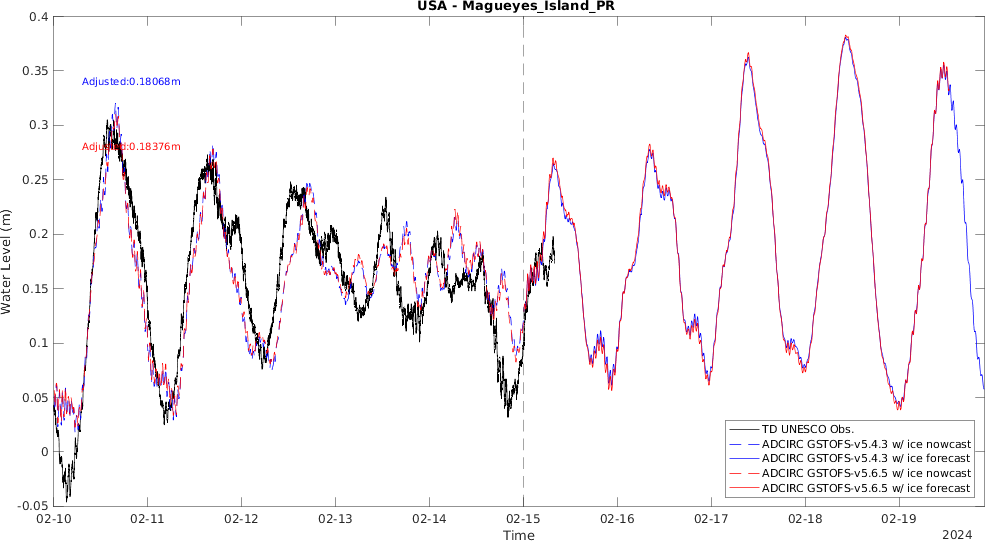 USA - Magueyes_Island_PR
0.4
0.35
0.3
0.25
0.2
0.15
0.1
0.05
0
-0.05
Water Level (m)
Adjusted:0.18068m
Adjusted:0.18376m
TD UNESCO Obs.
ADCIRC GSTOFS-v5.4.3 w/ ice nowcast
ADCIRC GSTOFS-v5.4.3 w/ ice forecast
ADCIRC GSTOFS-v5.6.5 w/ ice nowcast
ADCIRC GSTOFS-v5.6.5 w/ ice forecast
02-10 02-11 02-12 02-13 02-14 02-15 02-16 02-17 02-18 02-19
Time
2024